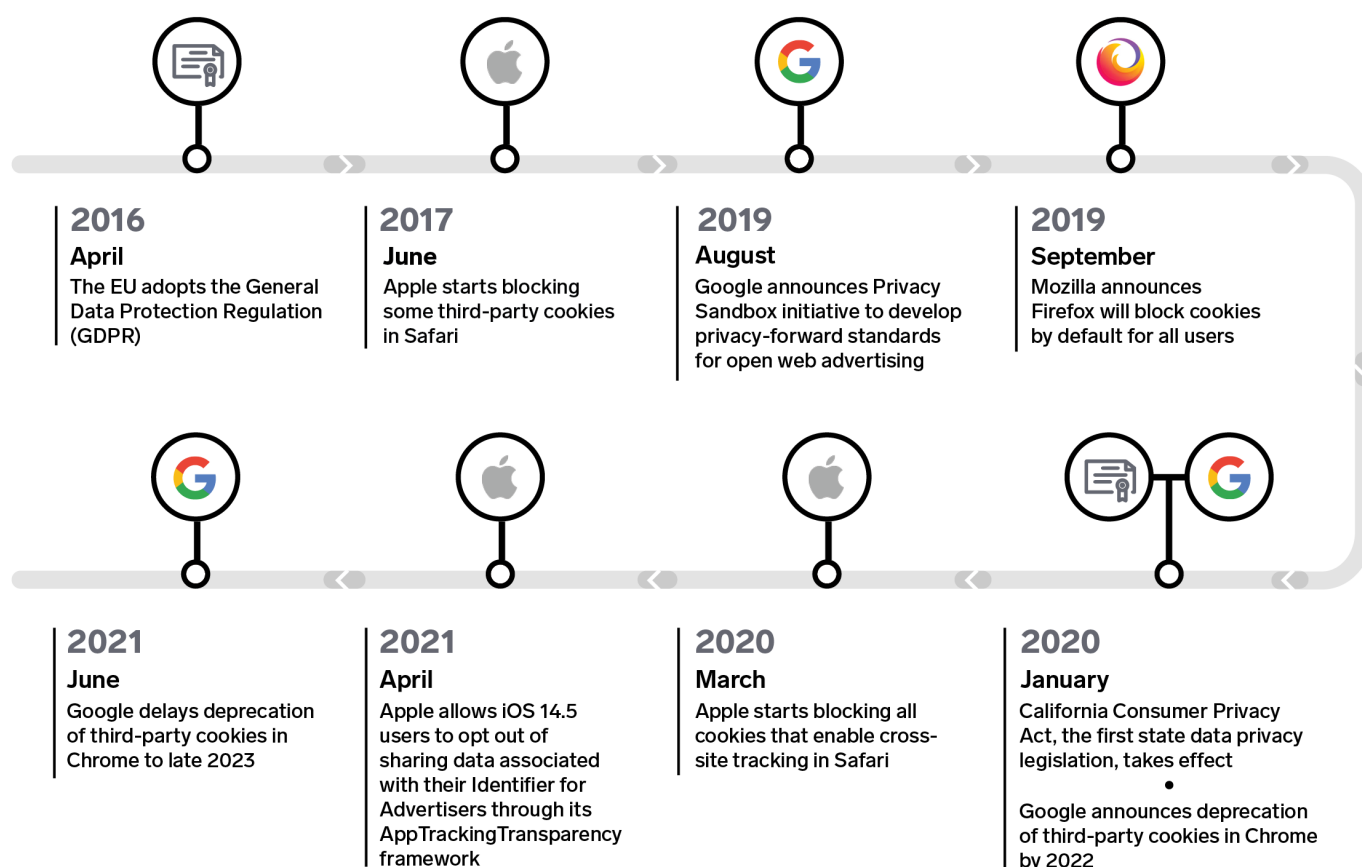 2016
April
The EU adopts the General
Data Protection Regulation
(GDPR)
2017
June
Apple starts blocking
some third-party cookies
in Safari
2019
August
Google announces Privacy
Sandbox initiative to develop
privacy-forward standards
for open web advertising
2019
September
Mozilla announces
Firefox will block cookies
by default for all users
2020
January
California Consumer Privacy
Act, the first state data privacy
legislation, takes effect
•
Google announces deprecation
of third-party cookies in Chrome
by 2022
2020
March
Apple starts blocking all
cookies that enable cross-
site tracking in Safari
2021
April
Apple allows iOS 14.5
users to opt out of
sharing data associated
with their Identifier for
Advertisers through its
AppTrackingTransparency
framework
2021
June
Google delays deprecation
of third-party cookies in
Chrome to late 2023